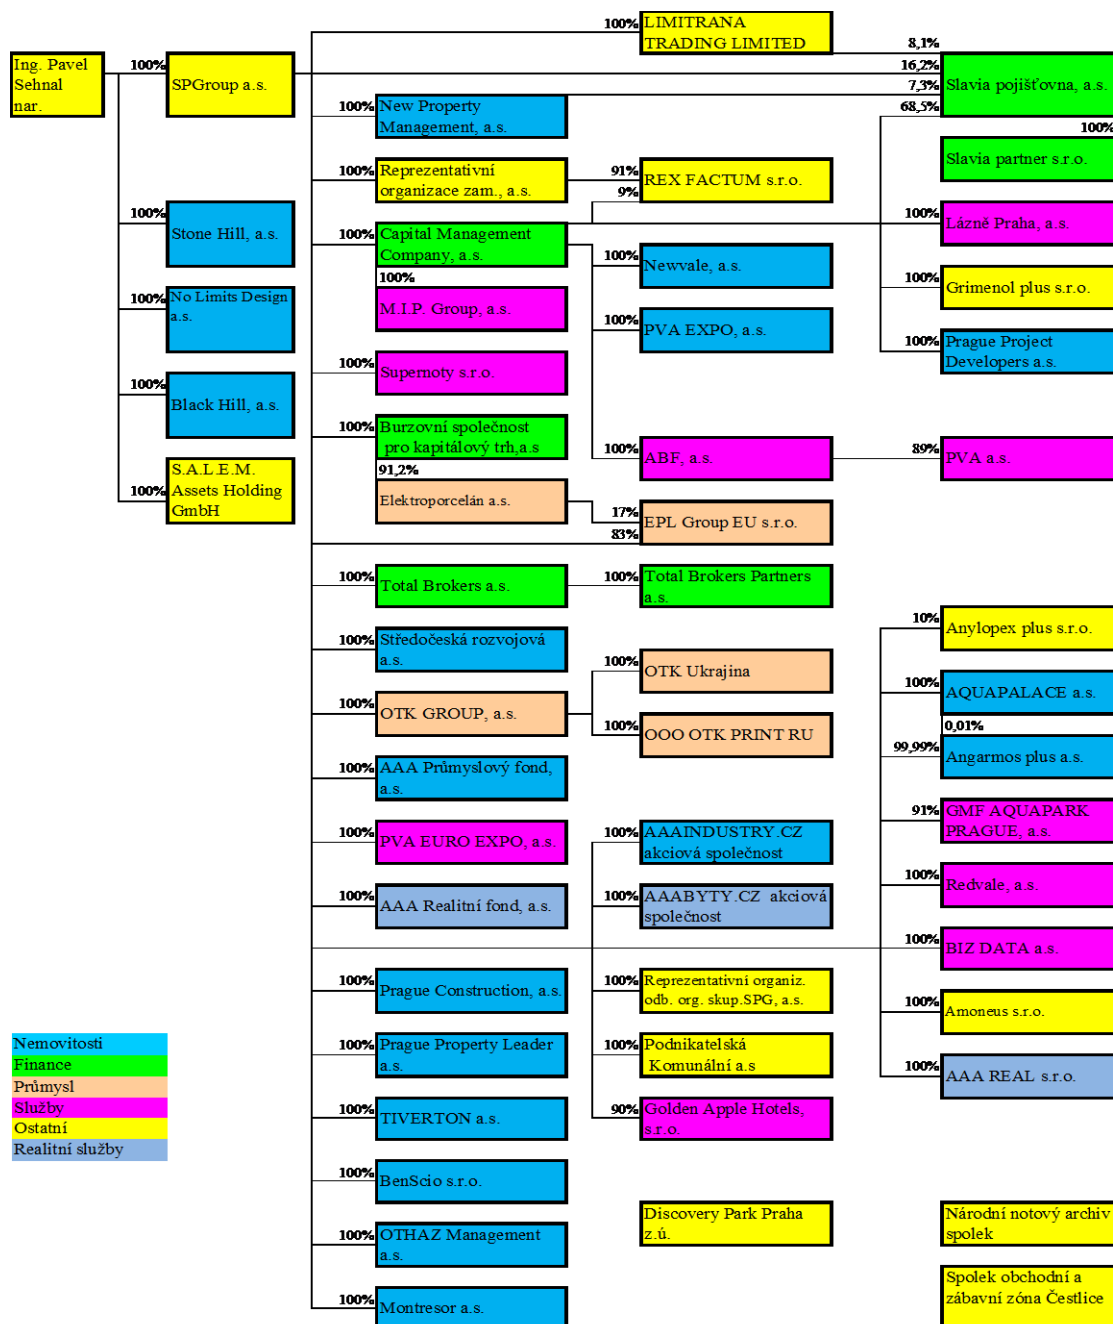 100%
LIMITRANA
TRADING LIMITED
8,1%
Ing. Pavel
Sehnal
nar.
100%
SPGroup a.s.
16,2%
7,3%
68,5%
Slavia pojišťovna, a.s.
100%
New Property
Management, a.s.
100%
Slavia partner s.r.o.
100%
Reprezentativní
organizace zam., a.s.
91%
9%
REX FACTUM s.r.o.
100%
Stone Hill, a.s.
100%
Capital Management
Company, a.s.
100%
Lázně Praha, a.s.
100%
Newvale, a.s.
100%
M.I.P. Group, a.s.
100%
Grimenol plus s.r.o.
100%
No Limits Design
a.s.
100%
PVA EXPO, a.s.
100%
Prague Project
Developers a.s.
100%
Supernoty s.r.o.
100%
Black Hill, a.s.
100%
Burzovní společnost
pro kapitálový trh,a.s
100%
ABF, a.s.
89%
PVA a.s.
100%
S.A.L.E.M.
Assets Holding
GmbH
91,2%
Elektroporcelán a.s.
17%
83%
EPL Group EU s.r.o.
100%
Total Brokers a.s.
100%
Total Brokers Partners
a.s.
100%
Středočeská rozvojová
a.s.
10%
Anylopex plus s.r.o.
100%
OTK Ukrajina
100%
AQUAPALACE a.s.
100%
OTK GROUP, a.s.
100%
OOO OTK PRINT RU
0,01%
99,99%
Angarmos plus a.s.
100%
AAA Průmyslový fond,
a.s.
100%
PVA EURO EXPO, a.s.
100%
AAAINDUSTRY.CZ
akciová společnost
91%
GMF AQUAPARK
PRAGUE, a.s.
100%
AAA Realitní fond, a.s.
100%
AAABYTY.CZ akciová
společnost
100%
Redvale, a.s.
100%
BIZ DATA a.s.
100%
Prague Construction, a.s.
100%
Reprezentativní organiz.
odb. org. skup.SPG, a.s.
100%
Amoneus s.r.o.
100%
Prague Property Leader
a.s.
100%
Podnikatelská
Komunální a.s
100%
AAA REAL s.r.o.
100%
TIVERTON a.s.
90%
Golden Apple Hotels,
s.r.o.
Nemovitosti
Finance
Průmysl
Služby
Ostatní
Realitní služby
100%
BenScio s.r.o.
100%
OTHAZ Management
a.s.
Discovery Park Praha
z.ú.
Národní notový archiv
spolek
100%
Montresor a.s.
Spolek obchodní a
zábavní zóna Čestlice